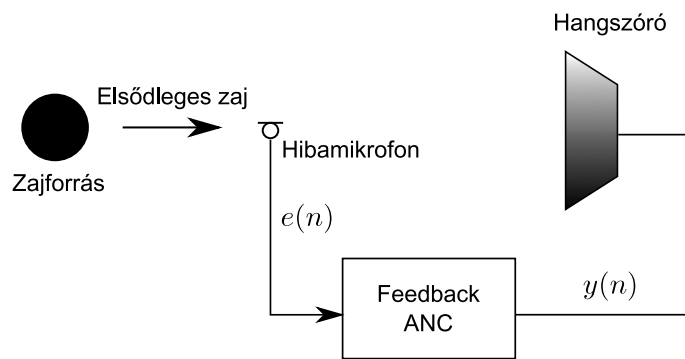 Hangszóró
Elsődleges zaj
Hibamikrofon
Zajforrás
e(n)
Feedback
ANC
y(n)